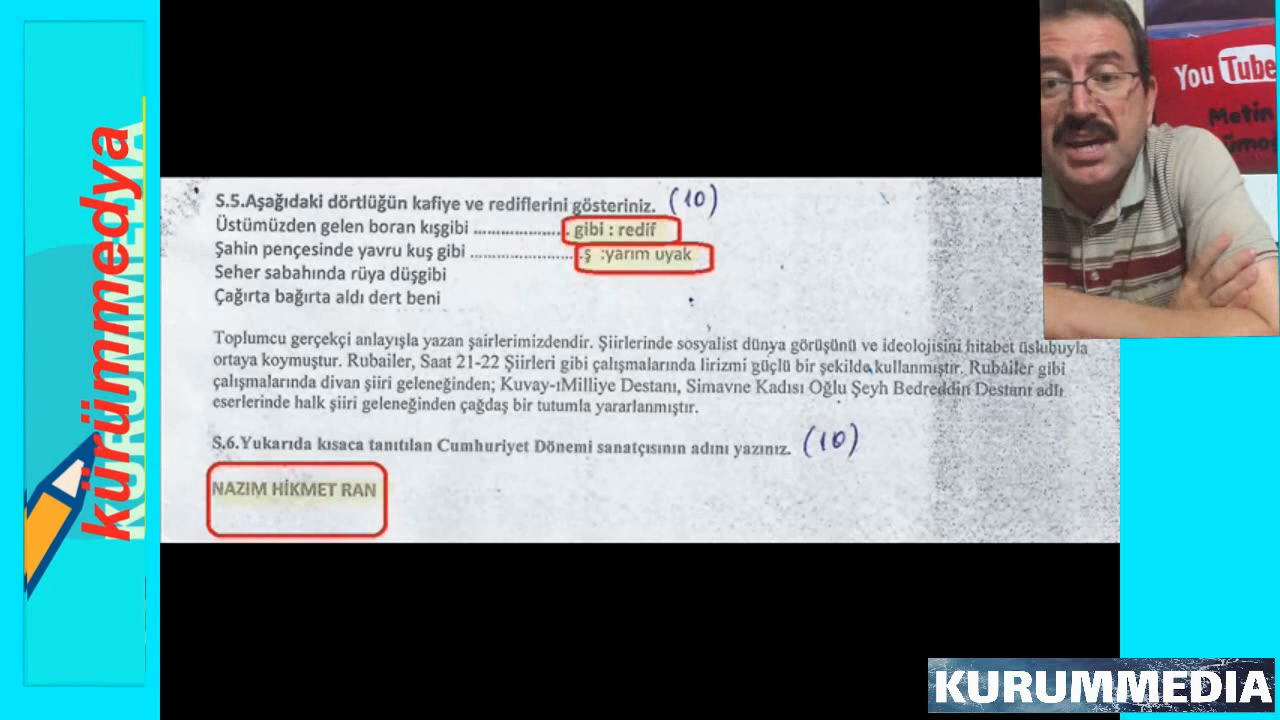 kürümmedya
KURUMMEDYA
You Tube
Metin
S.5.Aşağıdaki dörtlüğün kafiye ve rediflerini gösteriniz. (10)
Üstümüzden gelen boran kışgibi ..................... gibi : redif
Şahin pençesinde yavru kuş gibi ........................ş :yarım uyak
Seher sabahında rüya düşgibi
Çağırta bağırta aldı dert beni
Toplumcu gerçekçi anlayışla yazan şairlerimizdendir. Şiirlerinde sosyalist dünya görüşünü ve ideolojisini hitabet üslubuyla
ortaya koymuştur. Rubailer, Saat 21-22 Şiirleri gibi çalışmalarında lirizmi güçlü bir şekilde kullanmıştır. Rubailer gibi
çalışmalarında divan şiiri geleneğinden; Kuvay-ıMilliye Destanı, Simavne Kadısı Oğlu Şeyh Bedreddin Destanı adlı
eserlerinde halk şiiri geleneğinden çağdaş bir tutumla yararlanmıştır.
S.6.Yukarıda kısaca tanıtılan Cumhuriyet Dönemi sanatçısının adını yazınız. (10)
NAZIM HİKMET RAN
KURUMMEDIA